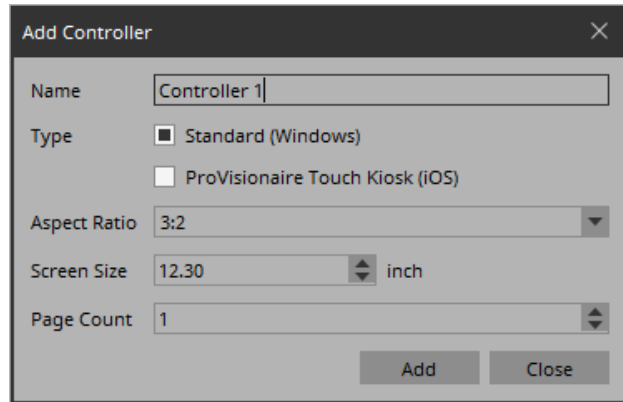 Add Controller
Name Controller 1
Type Standard (Windows)
ProVisionaire Touch Kiosk (iOS)
Aspect Ratio 3:2
Screen Size 12.30 inch
Page Count 1
Add Close